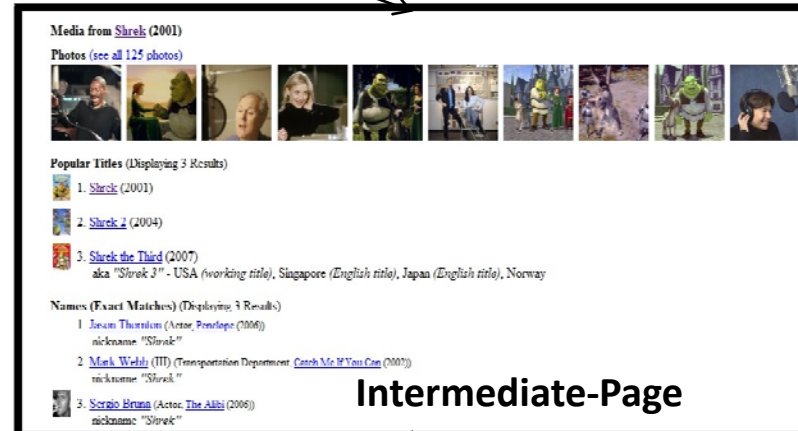 Media from Shrek (2001)
Photos (see all 125 photos)
Popular Titles (Displaying 3 Results)
1. Shrek (2001)
2. Shrek 2 (2004)
3. Shrek the Third (2007)
aka "Shrek 3" - USA (working title), Singapore (English title), Japan (English title), Norway
Names (Exact Matches) (Displaying 3 Results)
1 Jason Thornton (Actor, Penelope (2006))
nickname "Shrek"
2 Mark Webb (III) (Transportation Department, Catch Me If You Can (2002))
nickname "Shrek"
3. Sergio Bruna (Actor, The Alibi (2006))
nickname "Shrek"
Intermediate-Page